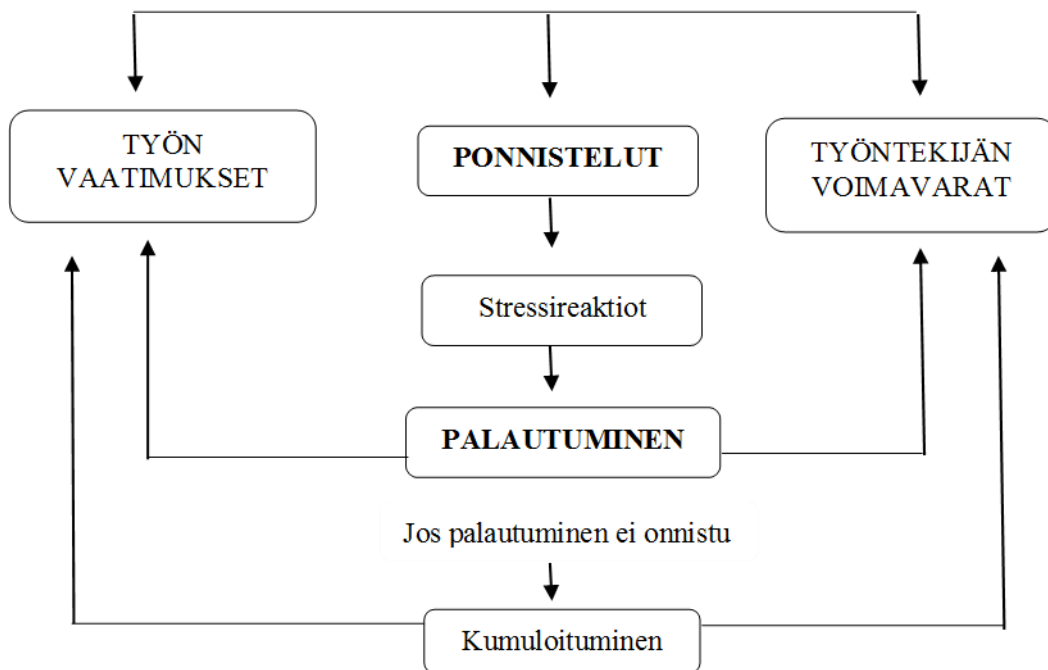 TYÖN
VAATIMUKSET
PONNISTELUT
TYÖNTEKIJÄN
VOIMAVARAT
Stressireaktiot
PALAUTUMINEN
Jos palautuminen ei onnistu
Kumuloituminen